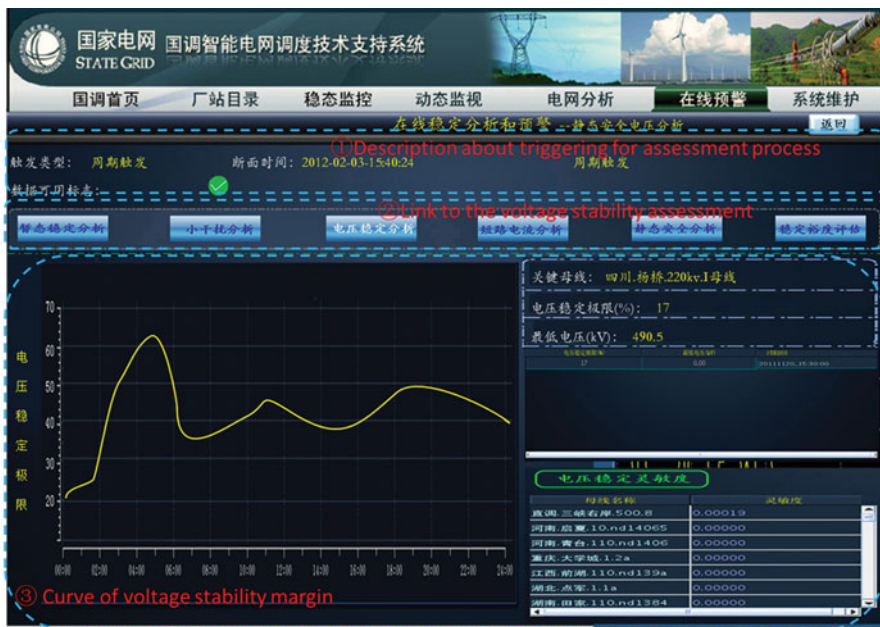 国家电网 国调智能电网调度技术支持系统
STATE GRID
国调首页 厂站目录 稳态监控 动态监视 电网分析 在线预警 系统维护
在线稳定分析和预警 --静态安全电压分析 返回
①Description about triggering for assessment process
触发类型: 周期触发 断面时间: 2012-02-03-15:40:24 周期触发
数据可用标志:
②Link to the voltage stability assessment
暂态稳定分析 小干扰分析 电压稳定分析 短路电流分析 静态安全分析 稳定裕度评估
关键母线: 四川.杨桥.220kv.I母线
电压稳定极限(%): 17
最低电压(kV): 490.5
17 0.00 20111120,15:30:00
电压稳定极限
70
60
50
40
30
20
00:00 02:00 04:00 06:00 08:00 10:00 12:00 14:00 16:00 18:00 20:00 22:00 24:00
③ Curve of voltage stability margin
电压稳定灵敏度
母线名称 灵敏度
直调.三峡右岸.500.8 0.00019
河南.启夏.10.nd14065 0.00000
河南.青台.110.nd1406 0.00000
重庆.大学城.1.2a 0.00000
江西.前湖.110.nd139a 0.00000
湖北.点军.1.1a 0.00000
湖南.田家.110.nd1384 0.00000